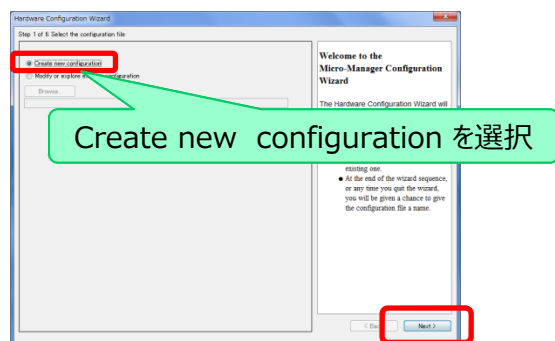 Hardware Configuration Wizard
Step 1 of 6: Select the configuration file
Create new configuration
Modify or explore
Browse...
Welcome to the
Micro-Manager Configuration
Wizard
The Hardware Configuration Wizard will
Create new configuration を選択
existing one.
At the end of the wizard sequence,
or any time you quit the wizard,
you will be given a chance to give
the configuration file a name.
Next >